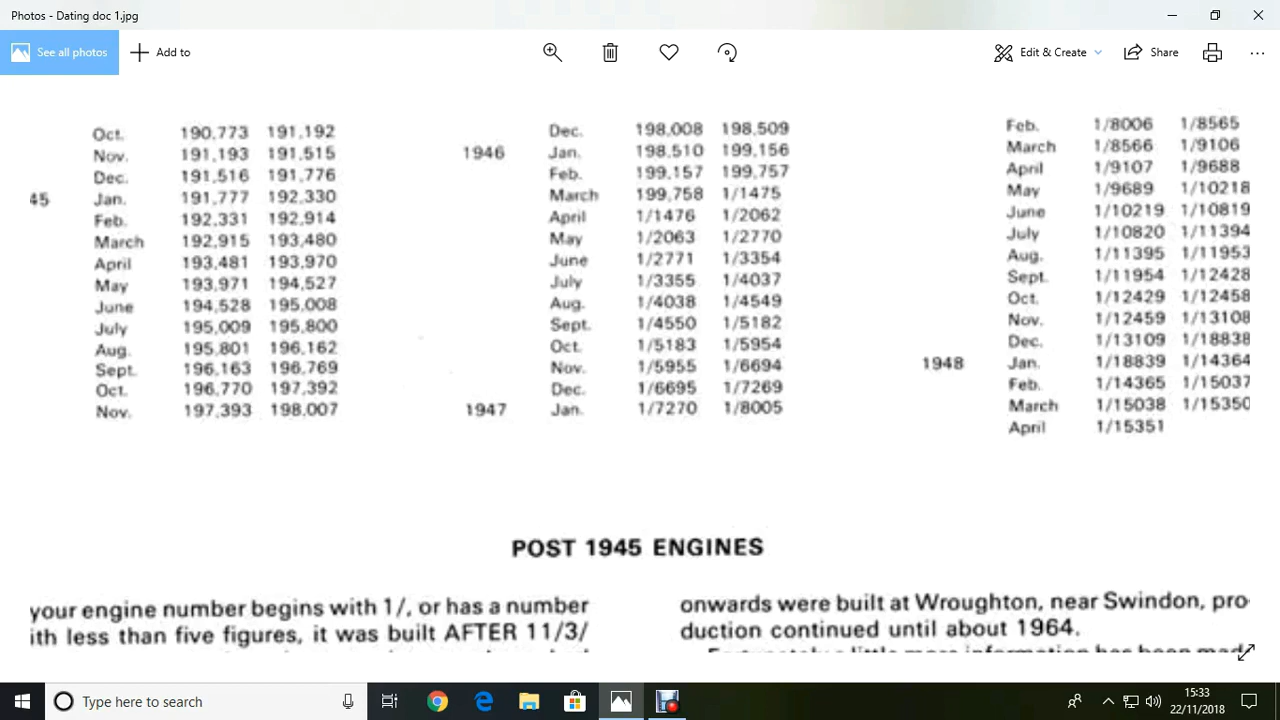 Photos - Dating doc 1.jpg
See all photos
Add to
Edit & Create
Share
Oct. 190,773 191,192
Nov. 191,193 191,515
Dec. 191,516 191,776
45 Jan. 191,777 192,330
Feb. 192,331 192,914
March 192,915 193,480
April 193,481 193,970
May 193,971 194,527
June 194,528 195,008
July 195,009 195,800
Aug. 195,801 196,162
Sept. 196,163 196,769
Oct. 196,770 197,392
Nov. 197,393 198,007
Dec. 198,008 198,509
1946 Jan. 198,510 199,156
Feb. 199,157 199,757
March 199,758 1/1475
April 1/1476 1/2062
May 1/2063 1/2770
June 1/2771 1/3354
July 1/3355 1/4037
Aug. 1/4038 1/4549
Sept. 1/4550 1/5182
Oct. 1/5183 1/5954
Nov. 1/5955 1/6694
Dec. 1/6695 1/7269
1947 Jan. 1/7270 1/8005
Feb. 1/8006 1/8565
March 1/8566 1/9106
April 1/9107 1/9688
May 1/9689 1/10218
June 1/10219 1/10819
July 1/10820 1/11394
Aug. 1/11395 1/11953
Sept. 1/11954 1/12428
Oct. 1/12429 1/12458
Nov. 1/12459 1/13108
Dec. 1/13109 1/18838
1948 Jan. 1/18839 1/14364
Feb. 1/14365 1/15037
March 1/15038 1/15350
April 1/15351
POST 1945 ENGINES
your engine number begins with 1/, or has a number
ith less than five figures, it was built AFTER 11/3/
onwards were built at Wroughton, near Swindon, pro-
duction continued until about 1964.
Fortunately a little more information has been made
Type here to search
15:33
22/11/2018